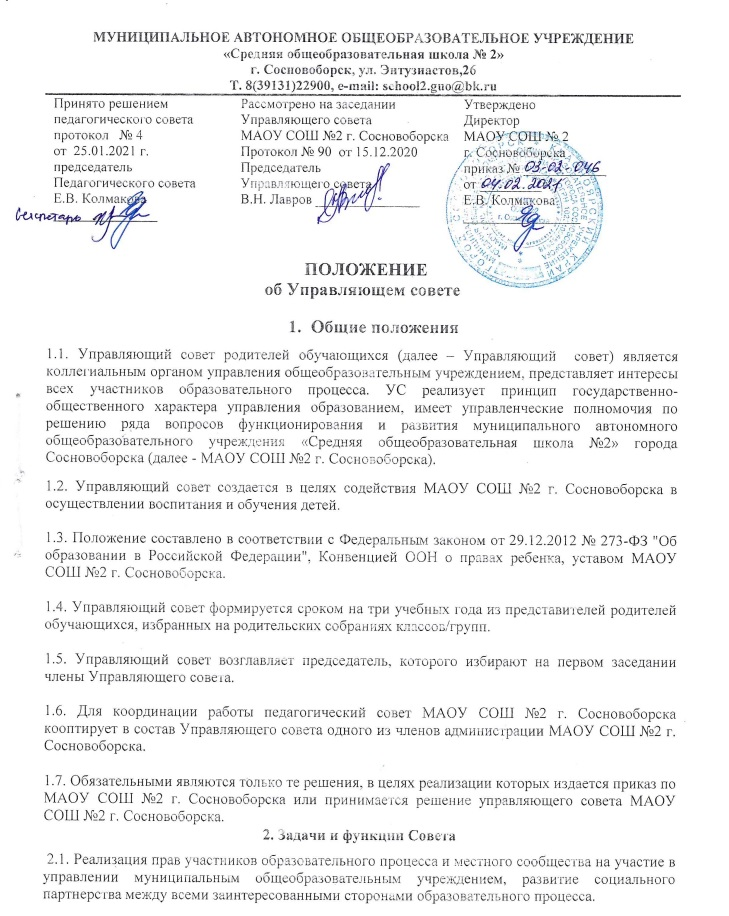 МУНИЦИПАЛЬНОЕ АВТОНОМНОЕ ОБЩЕОБРАЗОВАТЕЛЬНОЕ УЧРЕЖДЕНИЕ
«Средняя общеобразовательная школа № 2»
г. Сосновоборск, ул. Энтузиастов,26
Т. 8(39131)22900, e-mail: school2.guo@bk.ru
Принято решением
педагогического совета
протокол № 4
от 25.01.2021 г.
председатель
Педагогического совета
Е.В. Колмакова
секретарь
Рассмотрено на заседании
Управляющего совета
МАОУ СОШ №2 г. Сосновоборска
Протокол № 90 от 15.12.2020
Председатель
Управляющего совета
В.Н. Лавров
Утверждено
Директор
МАОУ СОШ № 2
г. Сосновоборска
приказ № 03-02-046
от 04.02.2021
Е.В. Колмакова
ПОЛОЖЕНИЕ
об Управляющем совете
1. Общие положения
1.1. Управляющий совет родителей обучающихся (далее – Управляющий совет) является
коллегиальным органом управления общеобразовательным учреждением, представляет интересы
всех участников образовательного процесса. УС реализует принцип государственно-
общественного характера управления образованием, имеет управленческие полномочия по
решению ряда вопросов функционирования и развития муниципального автономного
общеобразовательного учреждения «Средняя общеобразовательная школа №2» города
Сосновоборска (далее - МАОУ СОШ №2 г. Сосновоборска).
1.2. Управляющий совет создается в целях содействия МАОУ СОШ №2 г. Сосновоборска в
осуществлении воспитания и обучения детей.
1.3. Положение составлено в соответствии с Федеральным законом от 29.12.2012 № 273-ФЗ "Об
образовании в Российской Федерации", Конвенцией ООН о правах ребенка, уставом МАОУ
СОШ №2 г. Сосновоборска.
1.4. Управляющий совет формируется сроком на три учебных года из представителей родителей
обучающихся, избранных на родительских собраниях классов/групп.
1.5. Управляющий совет возглавляет председатель, которого избирают на первом заседании
члены Управляющего совета.
1.6. Для координации работы педагогический совет МАОУ СОШ №2 г. Сосновоборска
кооптирует в состав Управляющего совета одного из членов администрации МАОУ СОШ №2 г.
Сосновоборска.
1.7. Обязательными являются только те решения, в целях реализации которых издается приказ по
МАОУ СОШ №2 г. Сосновоборска или принимается решение управляющего совета МАОУ
СОШ №2 г. Сосновоборска.
2. Задачи и функции Совета
2.1. Реализация прав участников образовательного процесса и местного сообщества на участие в
управлении муниципальным общеобразовательным учреждением, развитие социального
партнерства между всеми заинтересованными сторонами образовательного процесса.